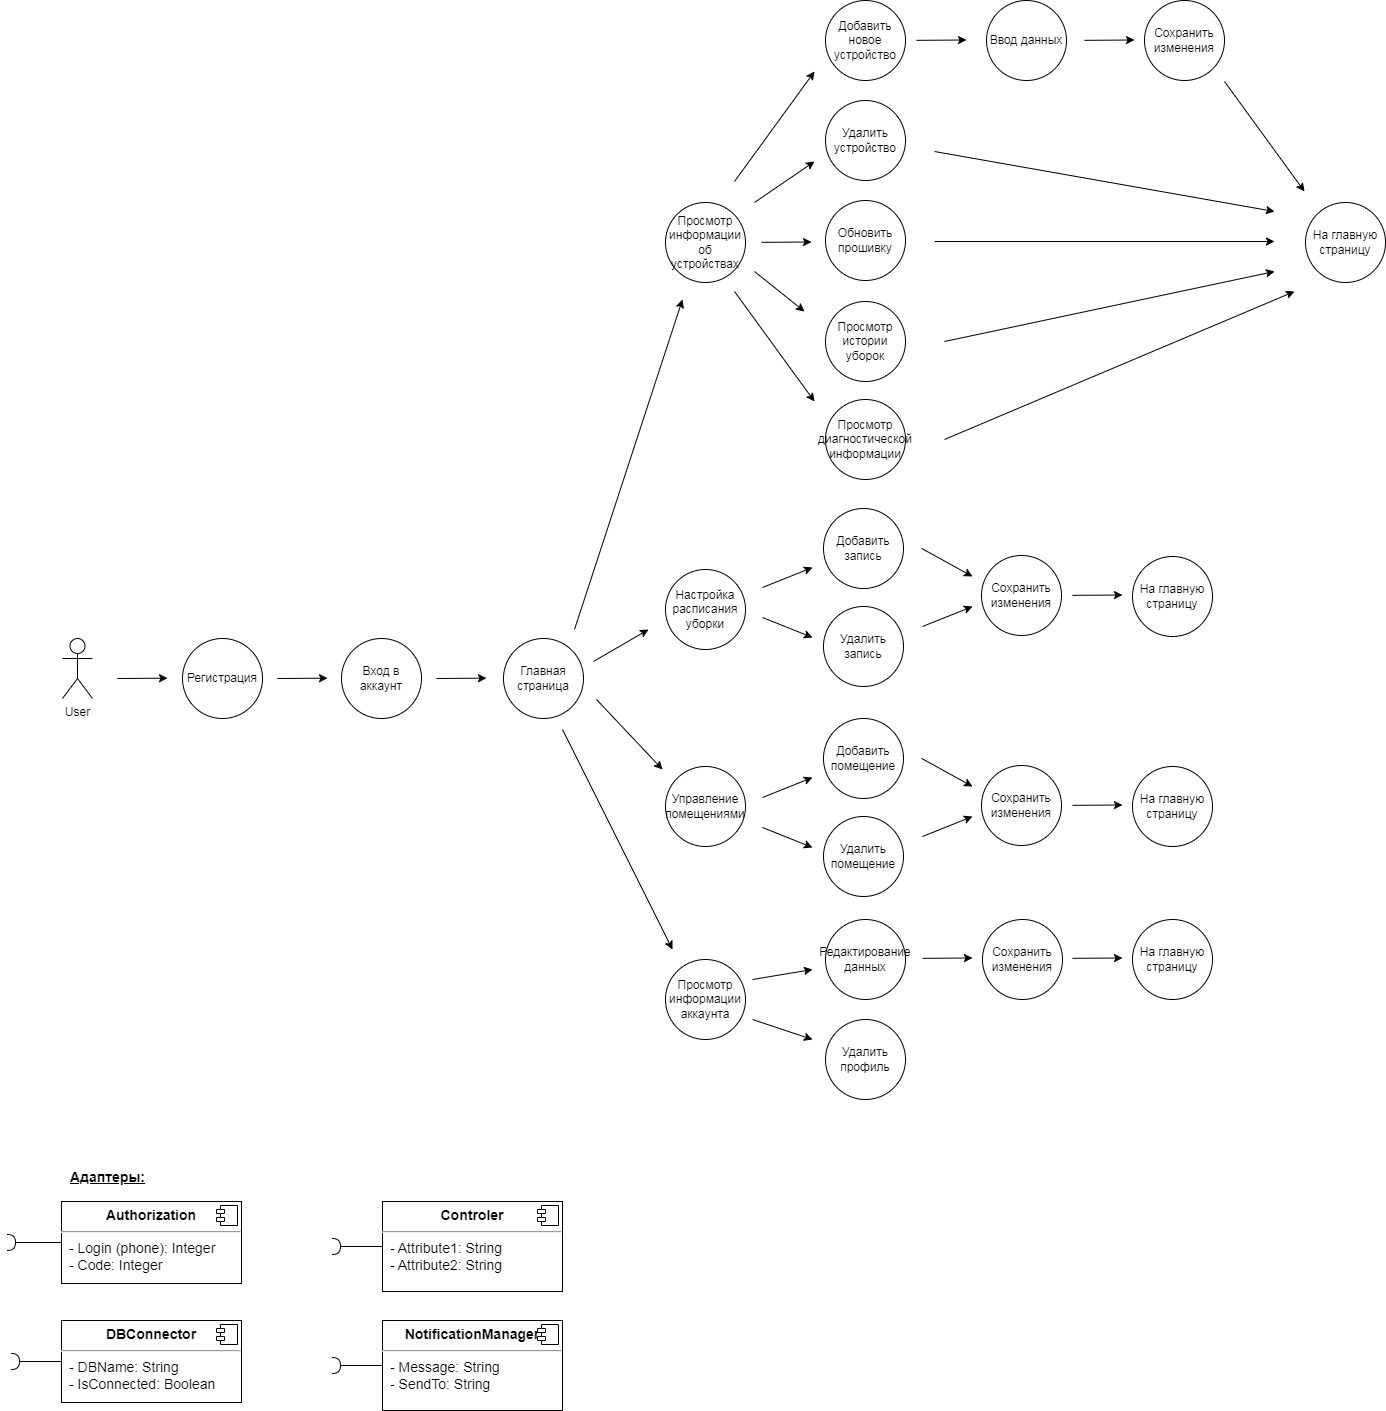 Добавить
новое
устройство
Ввод данных
Сохранить
изменения
Удалить
устройство
Просмотр
информации
об
устройствах
Обновить
прошивку
На главную
страницу
Просмотр
истории
уборок
Просмотр
диагностической
информации
Добавить
запись
Настройка
расписания
уборки
Сохранить
изменения
На главную
страницу
Удалить
запись
User
Регистрация
Вход в
аккаунт
Главная
страница
Добавить
помещение
Управление
помещениями
Сохранить
изменения
На главную
страницу
Удалить
помещение
Редактирование
данных
Сохранить
изменения
На главную
страницу
Просмотр
информации
аккаунта
Удалить
профиль
Адаптеры:
Authorization
- Login (phone): Integer
- Code: Integer
Controler
- Attribute1: String
- Attribute2: String
DBConnector
- DBName: String
- IsConnected: Boolean
NotificationManager
- Message: String
- SendTo: String